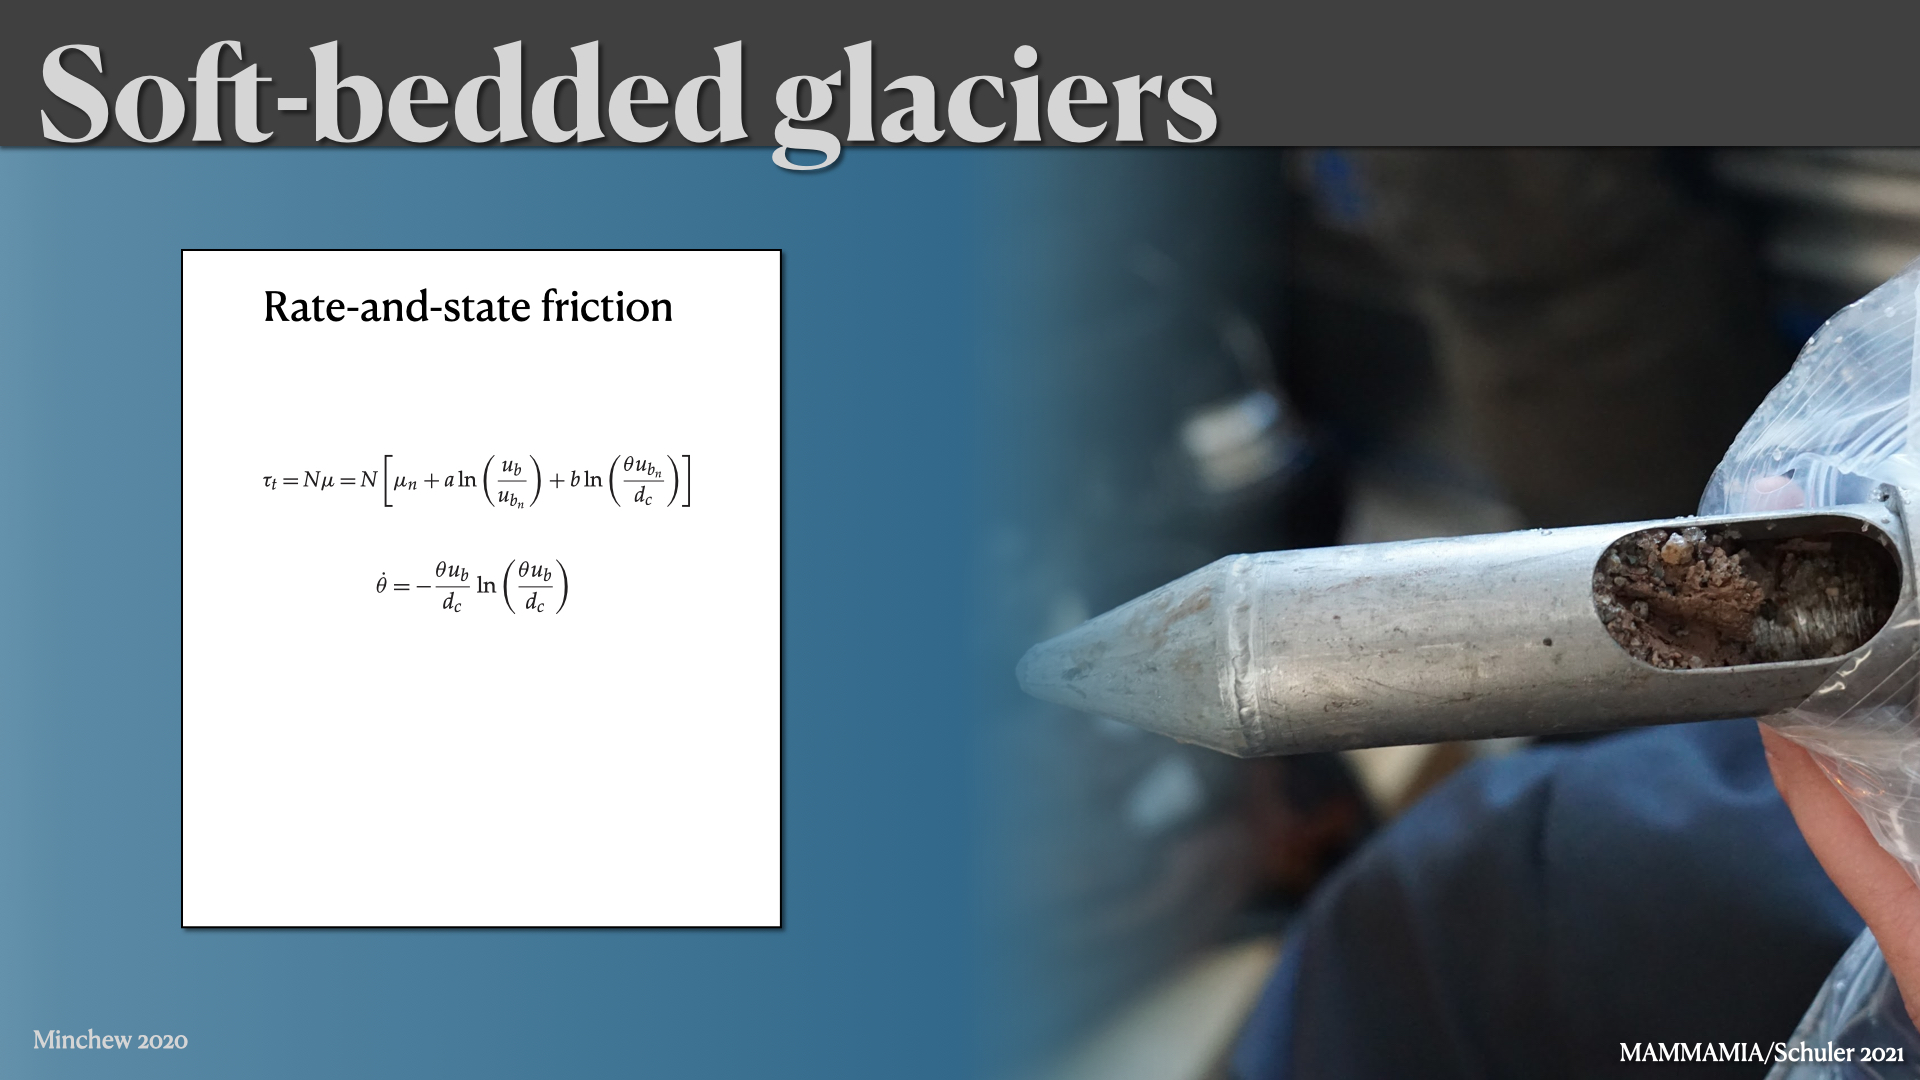 Soft-bedded glaciers
Rate-and-state friction
τ_t = Nμ = N [ μ_n + a ln ( u_b / u_{b_n} ) + b ln ( θu_{b_n} / d_c ) ]
θ̇ = − θu_b / d_c ln ( θu_b / d_c )
Minchew 2020
MAMMAMIA/Schuler 2021